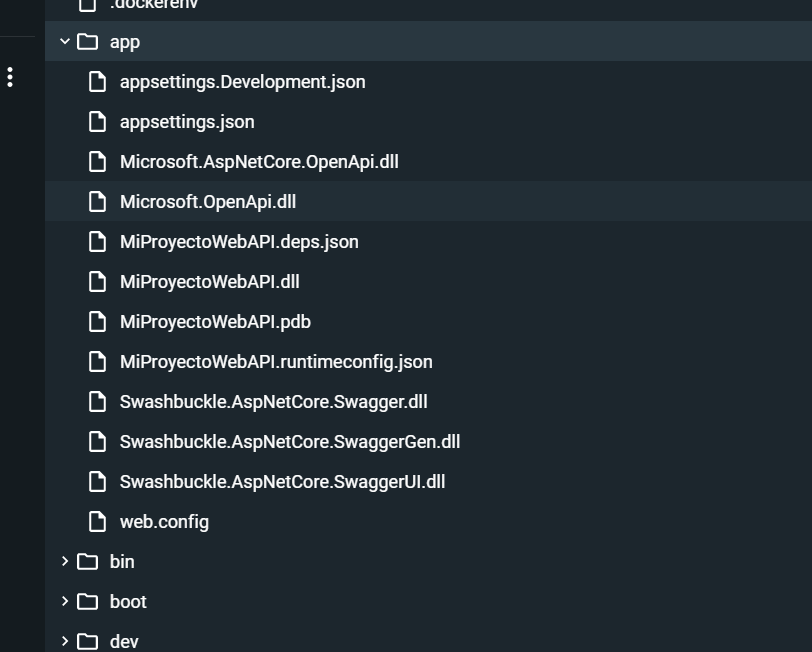 .dockerenv
app
appsettings.Development.json
appsettings.json
Microsoft.AspNetCore.OpenApi.dll
Microsoft.OpenApi.dll
MiProyectoWebAPI.deps.json
MiProyectoWebAPI.dll
MiProyectoWebAPI.pdb
MiProyectoWebAPI.runtimeconfig.json
Swashbuckle.AspNetCore.Swagger.dll
Swashbuckle.AspNetCore.SwaggerGen.dll
Swashbuckle.AspNetCore.SwaggerUI.dll
web.config
bin
boot
dev